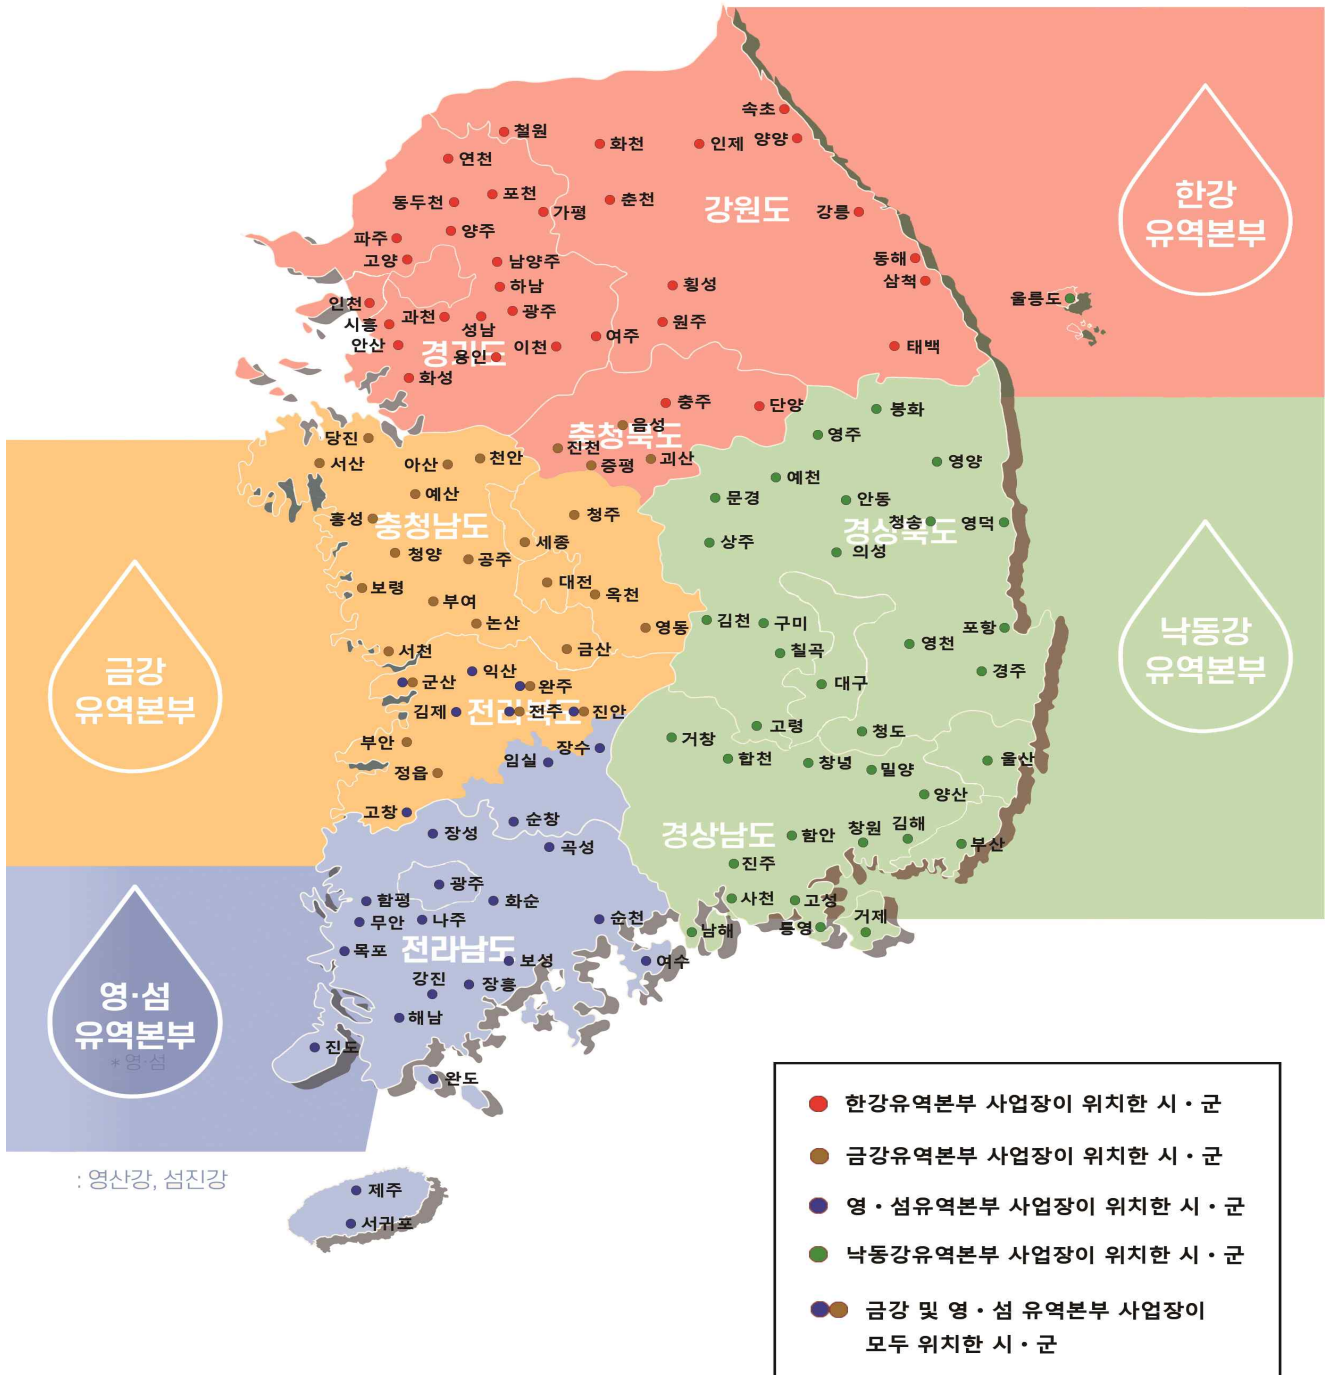 속초
철원
화천
인제
양양
연천
동두천
포천
가평
춘천
강원도
강릉
한강
유역본부
파주
양주
고양
남양주
동해
삼척
하남
횡성
울릉도
인천
시흥
과천
성남
광주
여주
원주
안산
경기도
용인
이천
태백
화성
충주
단양
봉화
음성
충청북도
당진
진천
증평
괴산
영주
서산
아산
천안
영양
예산
예천
문경
안동
홍성
충청남도
청주
청송
영덕
경상북도
세종
상주
의성
청양
공주
보령
대전
옥천
부여
논산
영동
김천
구미
포항
낙동강
유역본부
금산
칠곡
영천
서천
익산
경주
금강
유역본부
군산
완주
대구
김제
전라북도
전주
진안
고령
청도
부안
장수
거창
임실
합천
창녕
밀양
울산
정읍
양산
고창
순창
장성
경상남도
함안
창원
김해
부산
곡성
진주
광주
함평
화순
사천
고성
무안
나주
순천
남해
통영
거제
목포
전라남도
보성
여수
강진
장흥
영·섬
유역본부
*영·섬
해남
진도
완도
: 영산강, 섬진강
제주
서귀포
한강유역본부 사업장이 위치한 시·군
금강유역본부 사업장이 위치한 시·군
영·섬유역본부 사업장이 위치한 시·군
낙동강유역본부 사업장이 위치한 시·군
금강 및 영·섬 유역본부 사업장이
모두 위치한 시·군